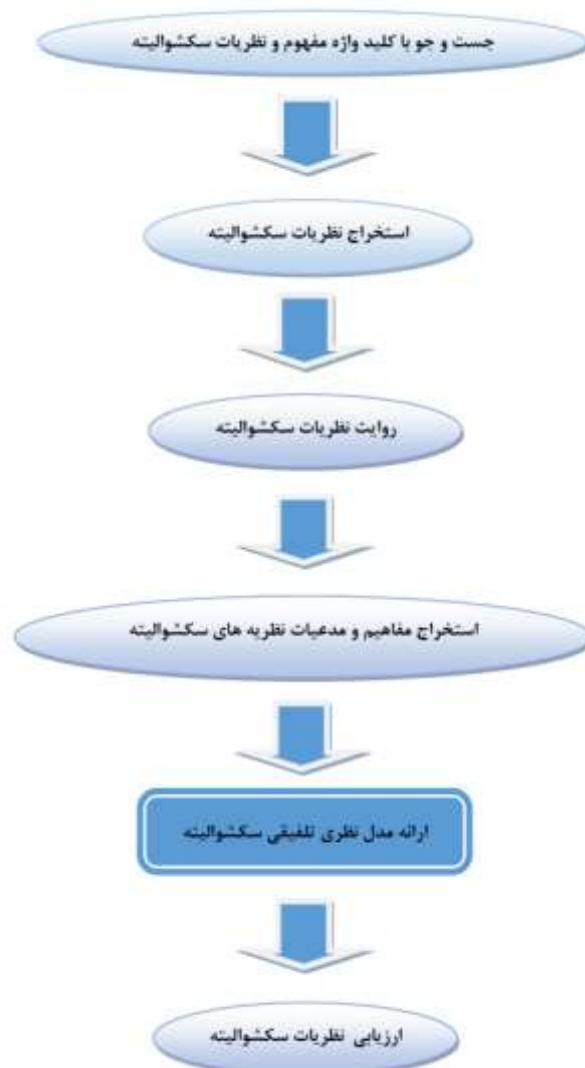 جست و جو با کلید واژه مفهوم و نظریات سکشوالیته
استخراج نظریات سکشوالیته
روایت نظریات سکشوالیته
استخراج مفاهیم و مدعیات نظریه های سکشوالیته
ارائه مدل نظری تلفیقی سکشوالیته
ارزیابی نظریات سکشوالیته